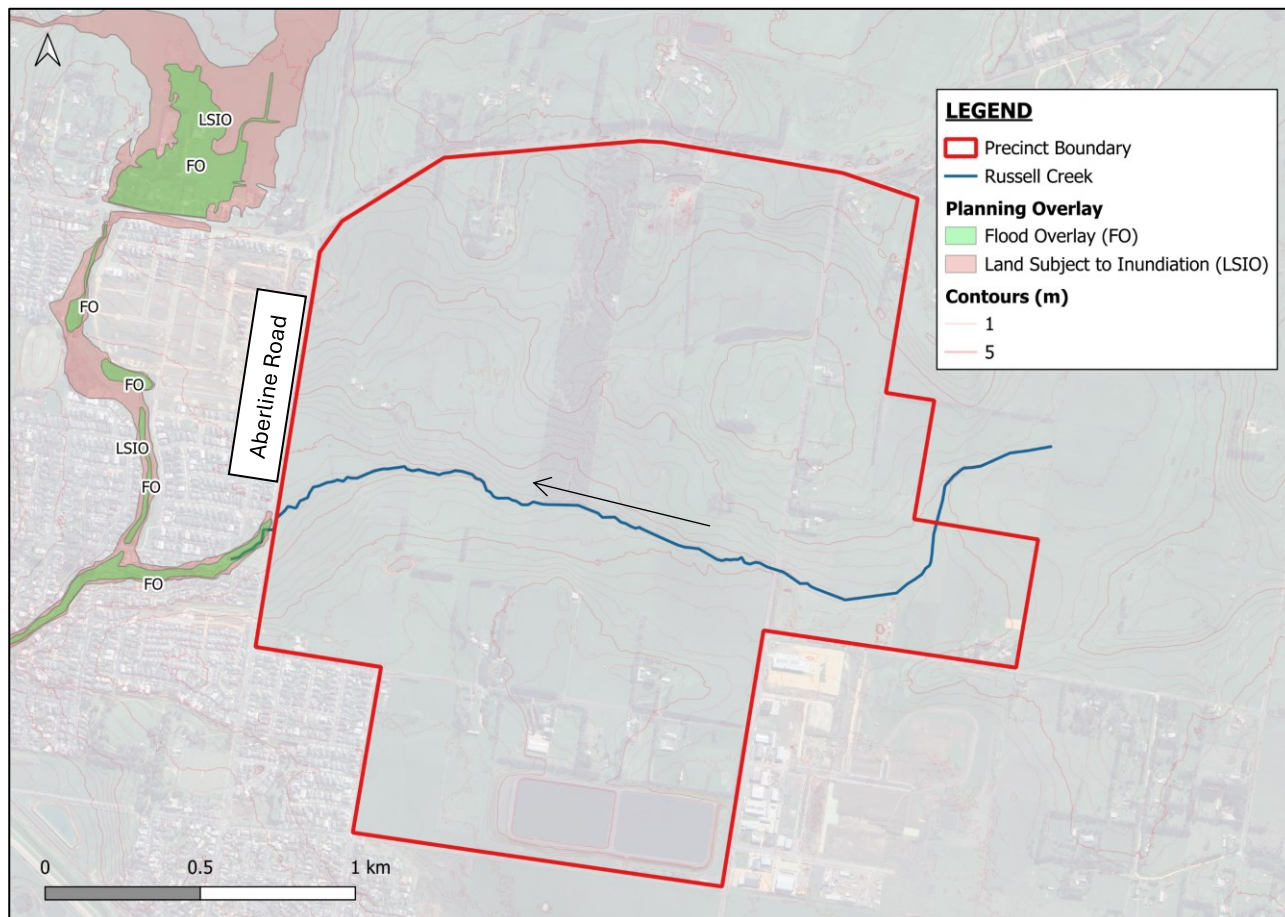 LSIO
FO
FO
FO
LSIO
FO
FO
Aberline Road
LEGEND
Precinct Boundary
Russell Creek
Planning Overlay
Flood Overlay (FO)
Land Subject to Inundiation (LSIO)
Contours (m)
1
5
0 0.5 1 km